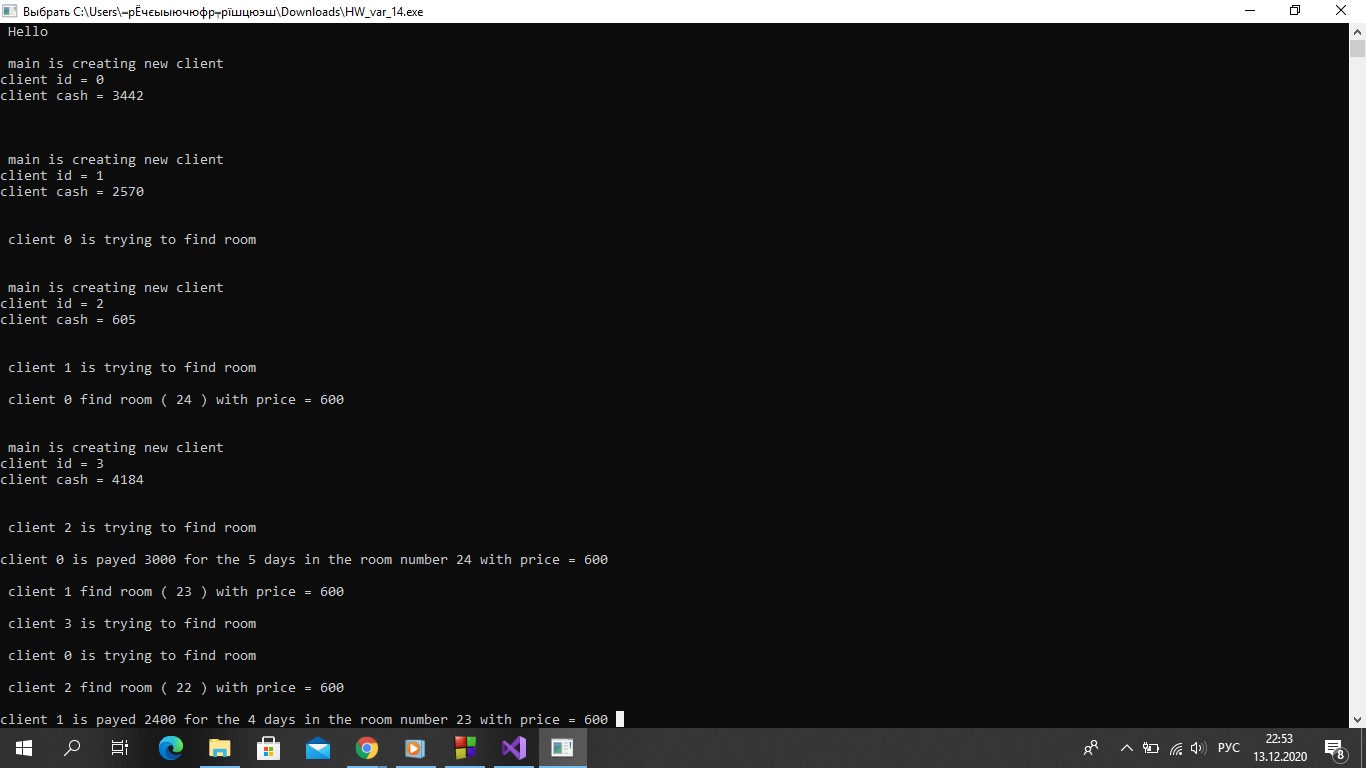 Выбрать C:\Users\═рЁчєыыючюфр╤рїшцюэш\Downloads\HW_var_14.exe
Hello
main is creating new client
client id = 0
client cash = 3442
main is creating new client
client id = 1
client cash = 2570
client 0 is trying to find room
main is creating new client
client id = 2
client cash = 605
client 1 is trying to find room
client 0 find room ( 24 ) with price = 600
main is creating new client
client id = 3
client cash = 4184
client 2 is trying to find room
client 0 is payed 3000 for the 5 days in the room number 24 with price = 600
client 1 find room ( 23 ) with price = 600
client 3 is trying to find room
client 0 is trying to find room
client 2 find room ( 22 ) with price = 600
client 1 is payed 2400 for the 4 days in the room number 23 with price = 600
РУС
22:53
13.12.2020
8